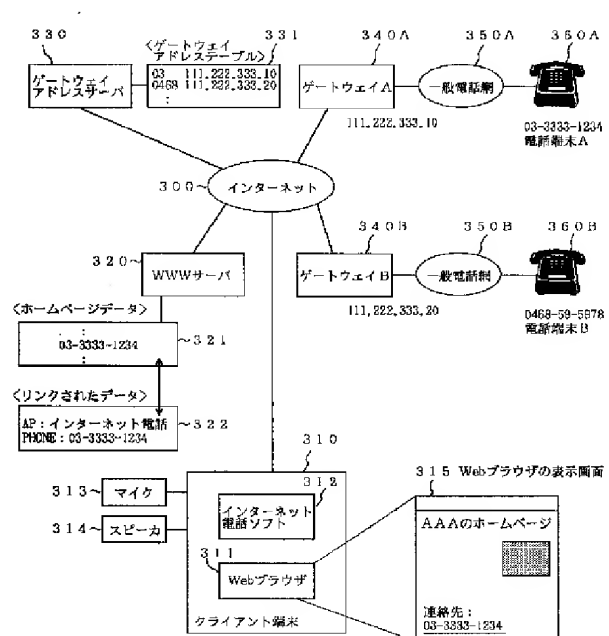 330
〈ゲートウェイ
アドレステーブル〉
331
ゲートウェイ
アドレスサーバ
03 111.222.333.10
0468 111.222.333.20
:
340A
ゲートウェイA
111.222.333.10
350A
一般電話網
360A
03-3333-1234
電話端末A
300
インターネット
320
WWWサーバ
340B
ゲートウェイB
111.222.333.20
350B
一般電話網
360B
0468-59-5678
電話端末B
〈ホームページデータ〉
:
03-3333-1234
:
321
〈リンクされたデータ〉
AP:インターネット電話
PHONE:03-3333-1234
322
310
313
マイク
314
スピーカ
312
インターネット
電話ソフト
311
Webブラウザ
クライアント端末
315 Webブラウザの表示画面
AAAのホームページ
連絡先:
03-3333-1234